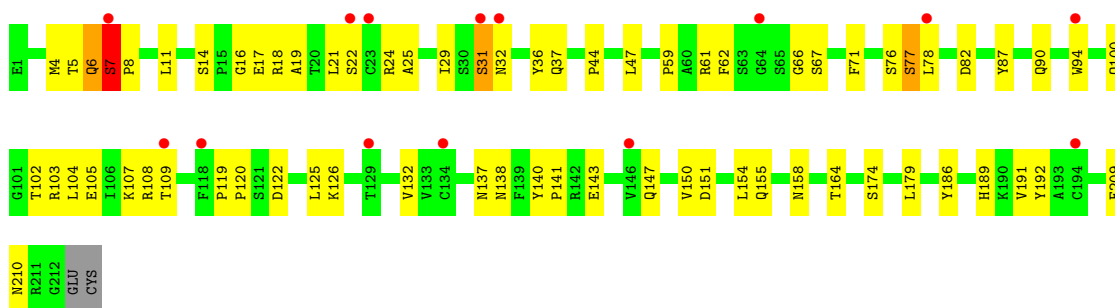 E1 M4 T5 Q6 S7 P8 L11 S14 P15 G16 E17 R18 A19 T20 L21 S22 C23 R24 A25 I29 S30 S31 N32 Y36 Q37 P44 L47 P59 A60 R61 F62 S63 G64 S65 G66 S67 F71 S76 S77 L78 D82 Y87 Q90 W94
G101 T102 R103 L104 E105 I106 K107 R108 T109 F118 P119 P120 S121 D122 L125 K126 T129 V132 V133 C134 N137 N138 F139 Y140 P141 R142 E143 V146 Q147 V150 D151 L154 Q155 N158 T164 S174 L179 Y186 H189 K190 V191 Y192 A193 C194
N210 R211 G212 GLU CYS